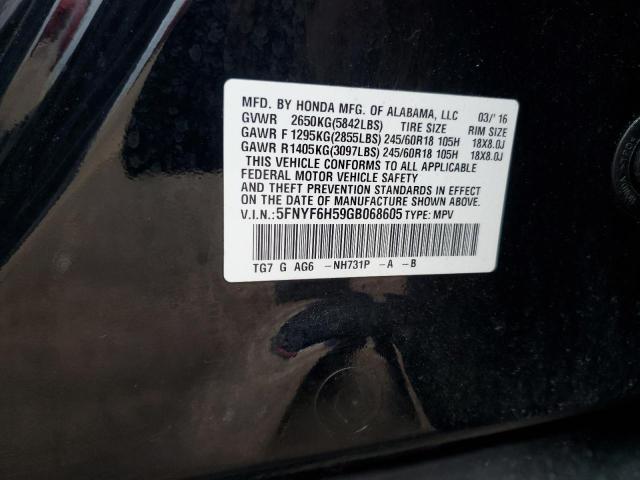 MFD. BY HONDA MFG. OF ALABAMA, LLC 03/'16
GVWR 2650KG(5842LBS) TIRE SIZE RIM SIZE
GAWR F 1295KG(2855LBS) 245/60R18 105H 18X8.0J
GAWR R1405KG(3097LBS) 245/60R18 105H 18X8.0J
THIS VEHICLE CONFORMS TO ALL APPLICABLE
FEDERAL MOTOR VEHICLE SAFETY
AND THEFT PREVENTION STANDARDS IN EFFECT
ON THE DATE OF MANUFACTURE SHOWN ABOVE.
V.I.N.: 5FNYF6H59GB068605 TYPE: MPV
TG7 G AG6 -NH731P -A -B